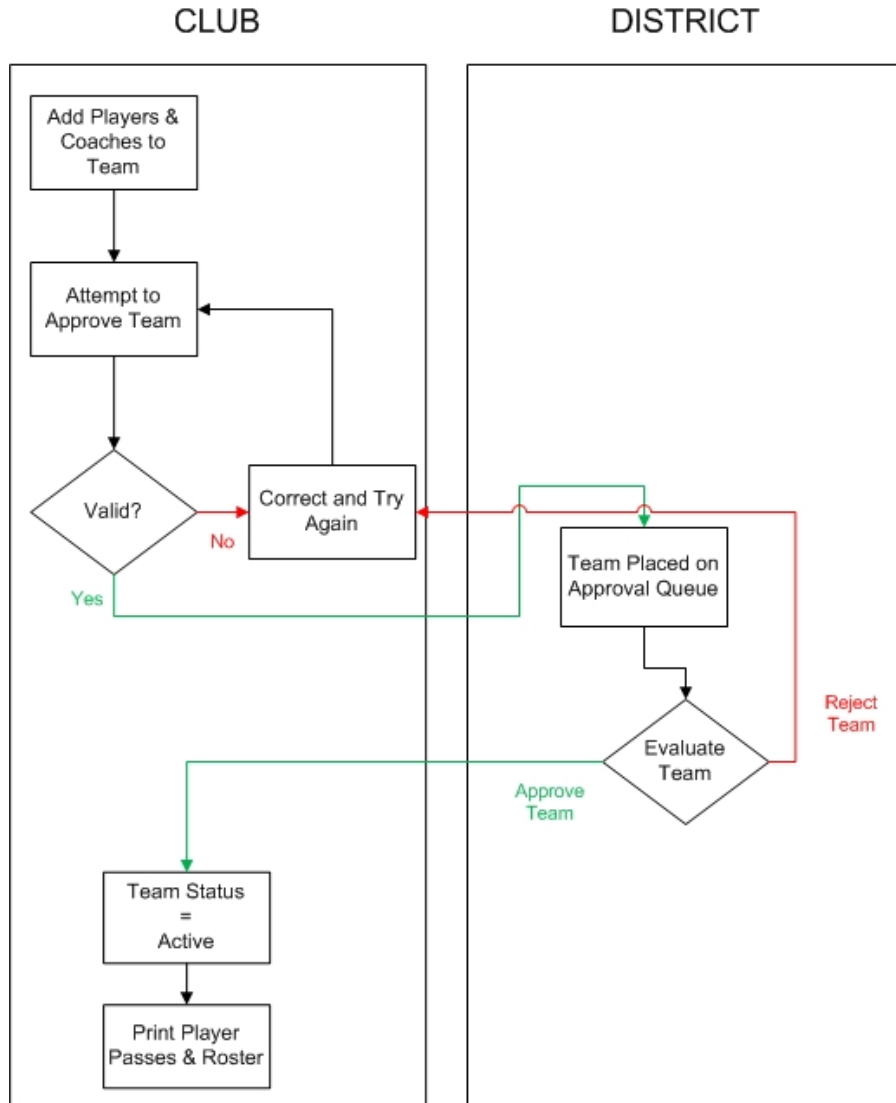 CLUB
DISTRICT
Add Players &
Coaches to
Team
Attempt to
Approve Team
Valid?
No
Yes
Correct and Try
Again
Team Placed on
Approval Queue
Evaluate
Team
Reject
Team
Approve
Team
Team Status
=
Active
Print Player
Passes & Roster